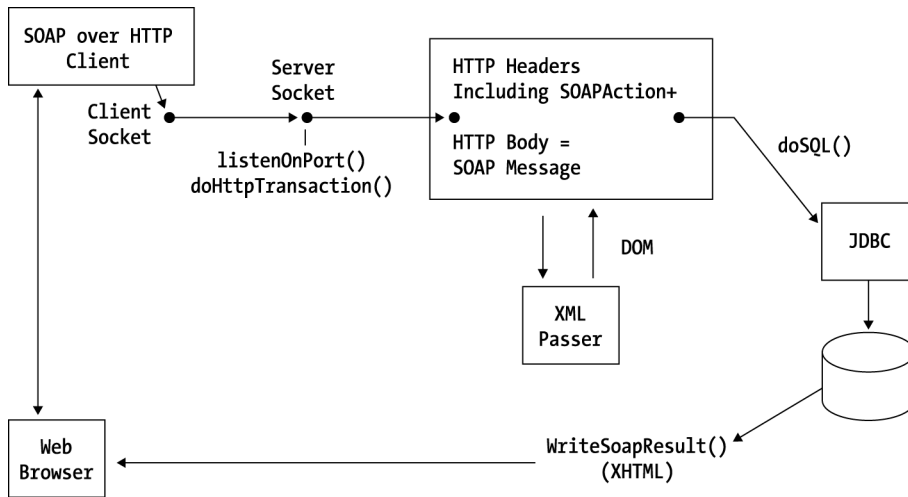 SOAP over HTTP
Client
Client
Socket
Server
Socket
listenOnPort()
doHttpTransaction()
HTTP Headers
Including SOAPAction+
HTTP Body =
SOAP Message
doSQL()
JDBC
DOM
XML
Passer
WriteSoapResult()
(XHTML)
Web
Browser